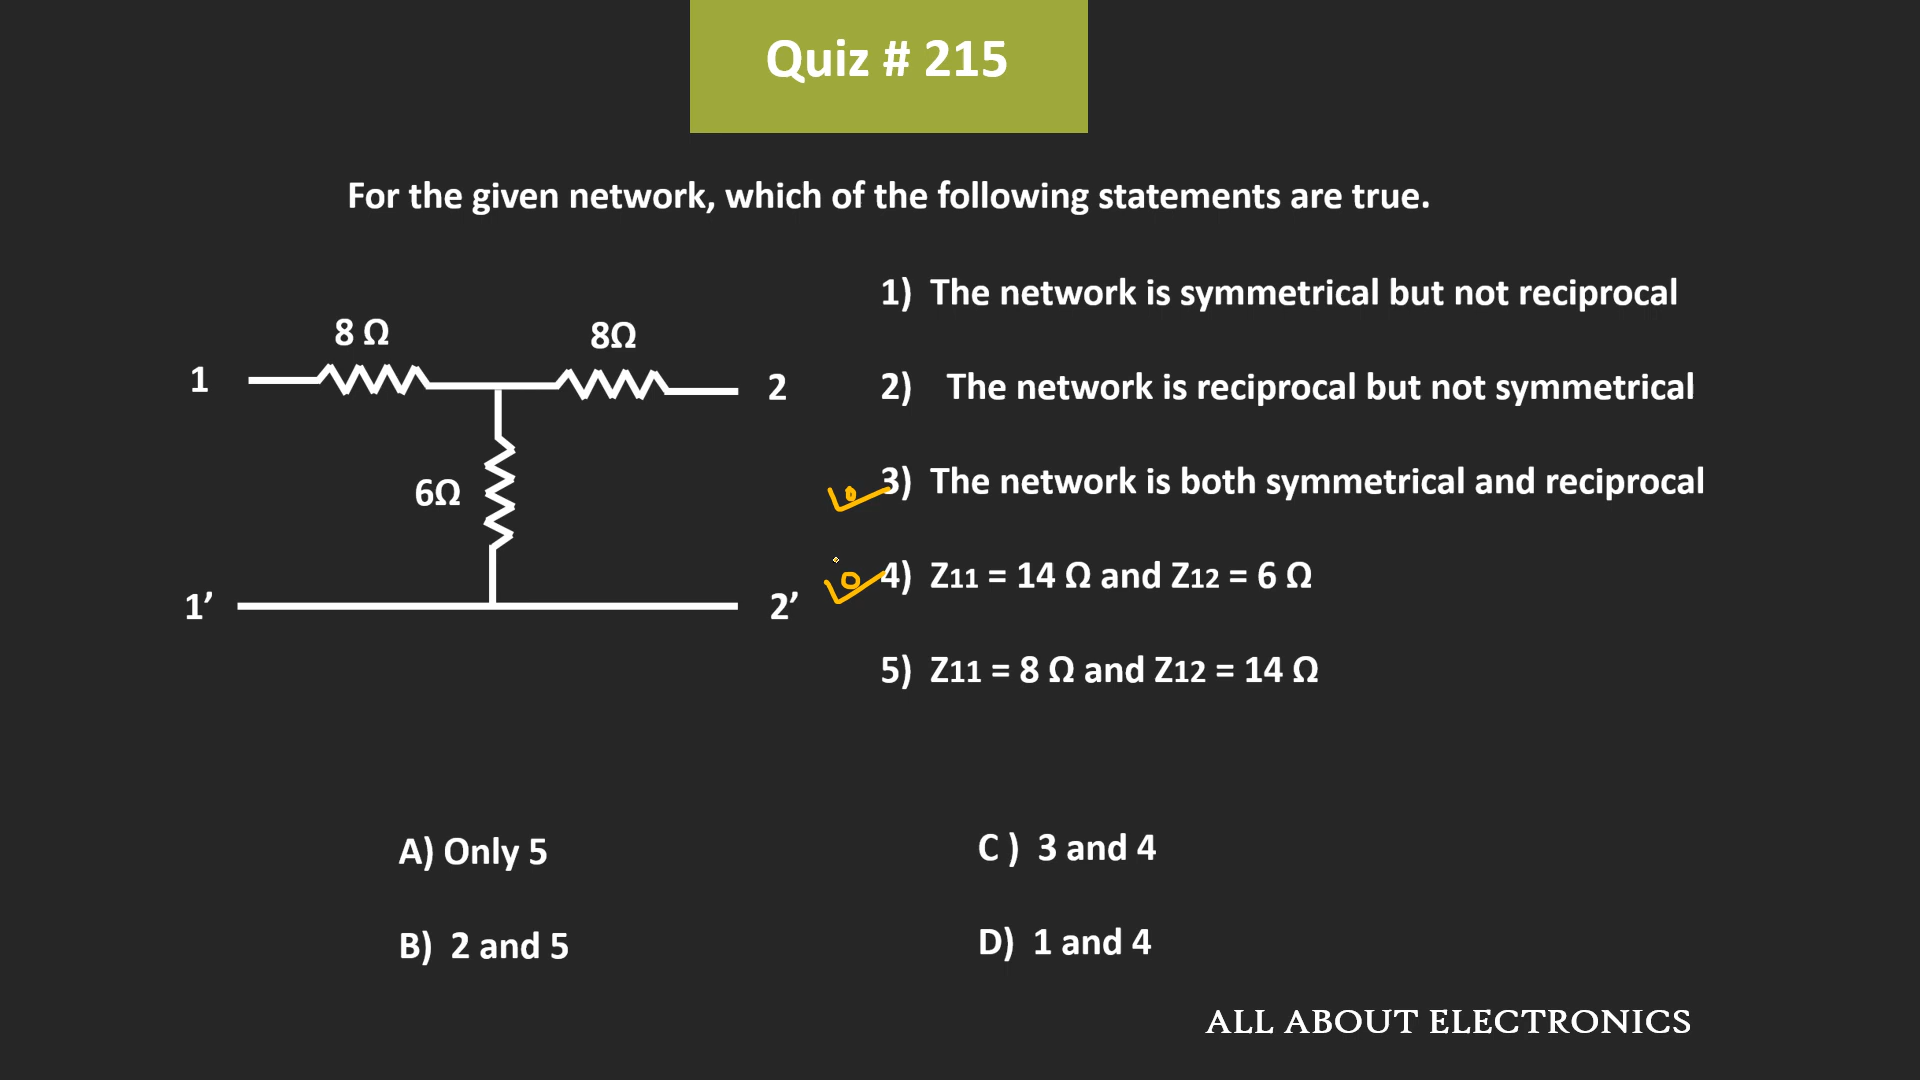 Quiz # 215
For the given network, which of the following statements are true.
8 Ω
8Ω
1
2
6Ω
1’
2’
1) The network is symmetrical but not reciprocal
2) The network is reciprocal but not symmetrical
3) The network is both symmetrical and reciprocal
4) Z11 = 14 Ω and Z12 = 6 Ω
5) Z11 = 8 Ω and Z12 = 14 Ω
A) Only 5
B) 2 and 5
C ) 3 and 4
D) 1 and 4
ALL ABOUT ELECTRONICS